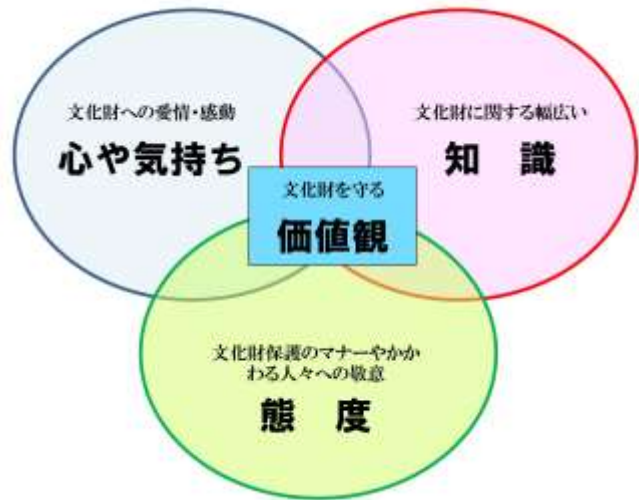 文化財への愛情・感動
心や気持ち
文化財に関する幅広い
知　識
文化財を守る
価値観
文化財保護のマナーやかか
わる人々への敬意
態　度